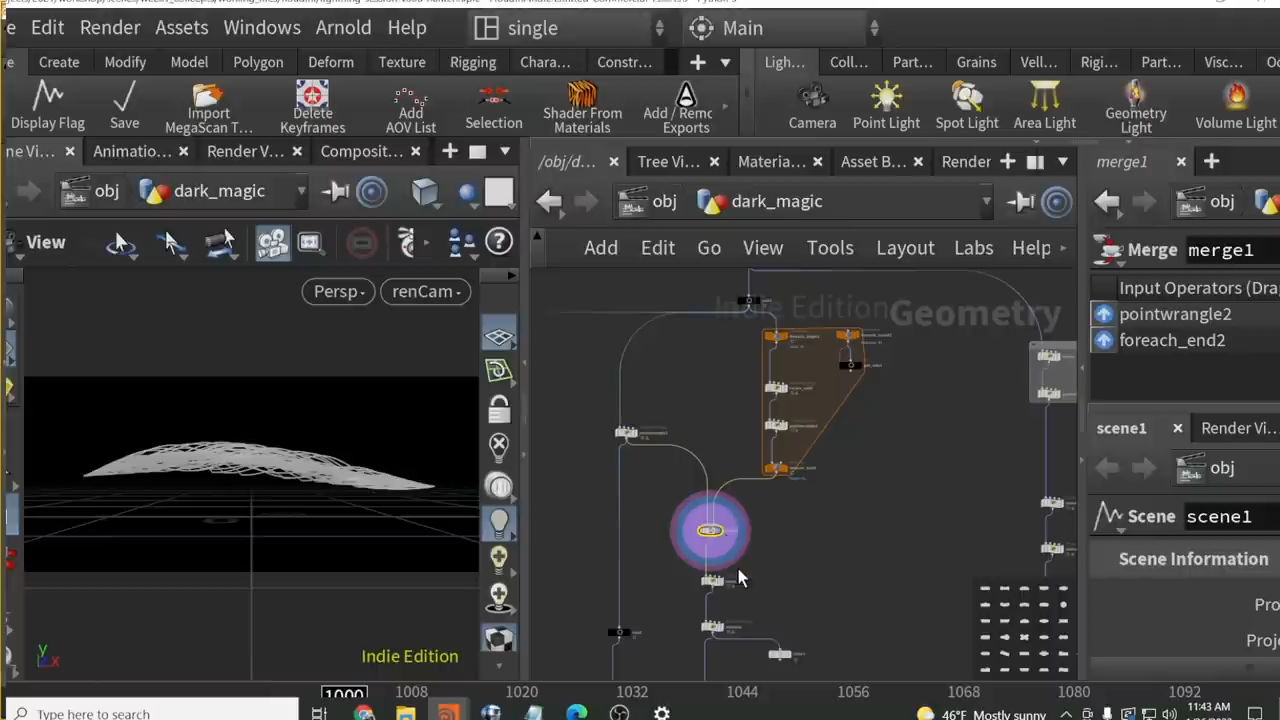 Edit Render Assets Windows Arnold Help single Main
Create Modify Model Polygon Deform Texture Rigging Chara... Constr... Ligh... Coll... Part... Grains Vell... Rigi... Part... Visc...
Display Flag Save Import MegaScan T... Delete Keyframes Add AOV List Selection Shader From Materials Add / Remc Exports Camera Point Light Spot Light Area Light Geometry Light Volume Light
ne Vi... Animatio... Render V... Composit... /obj/d... Tree Vi... Materia... Asset B... Render merge1
obj dark_magic obj dark_magic obj
View Add Edit Go View Tools Layout Labs Help Merge merge1
Persp renCam Input Operators (Dra
Indie Edition Geometry pointwrangle2
foreach_end2
scene1 Render Vi...
obj
Scene scene1
Scene Information
Pro
Proje
y
z x
Indie Edition
1000 1008 1020 1032 1044 1056 1068 1080 1092
Type here to search 46°F Mostly sunny 11:43 AM